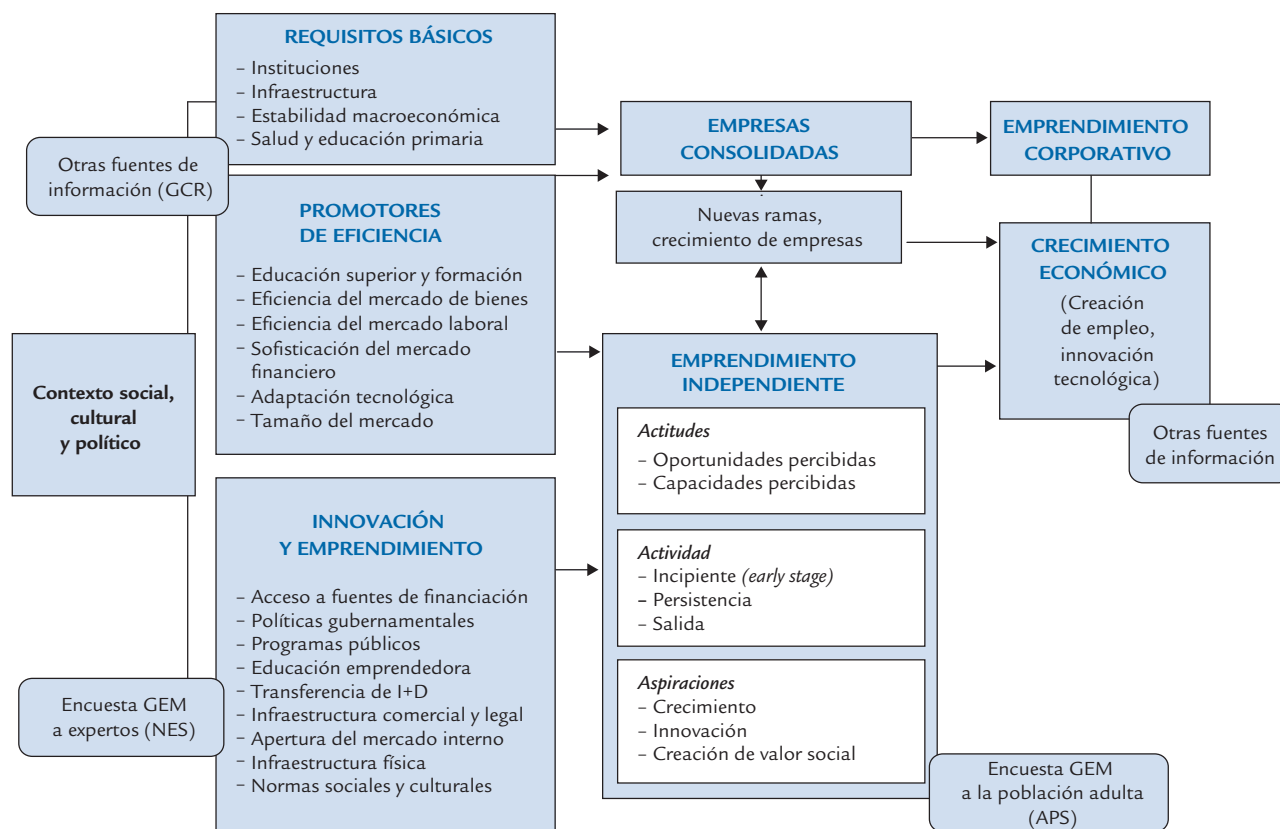 REQUISITOS BÁSICOS
– Instituciones
– Infraestructura
– Estabilidad macroeconómica
– Salud y educación primaria
Otras fuentes de
información (GCR)
PROMOTORES
DE EFICIENCIA
– Educación superior y formación
– Eficiencia del mercado de bienes
– Eficiencia del mercado laboral
– Sofisticación del mercado
financiero
– Adaptación tecnológica
– Tamaño del mercado
Contexto social,
cultural
y político
INNOVACIÓN
Y EMPRENDIMIENTO
– Acceso a fuentes de financiación
– Políticas gubernamentales
– Programas públicos
– Educación emprendedora
– Transferencia de I+D
– Infraestructura comercial y legal
– Apertura del mercado interno
– Infraestructura física
– Normas sociales y culturales
Encuesta GEM
a expertos (NES)
EMPRESAS
CONSOLIDADAS
Nuevas ramas,
crecimiento de empresas
EMPRENDIMIENTO
INDEPENDIENTE
Actitudes
– Oportunidades percibidas
– Capacidades percibidas
Actividad
– Incipiente (early stage)
– Persistencia
– Salida
Aspiraciones
– Crecimiento
– Innovación
– Creación de valor social
Encuesta GEM
a la población adulta
(APS)
EMPRENDIMIENTO
CORPORATIVO
CRECIMIENTO
ECONÓMICO
(Creación
de empleo,
innovación
tecnológica)
Otras fuentes
de información